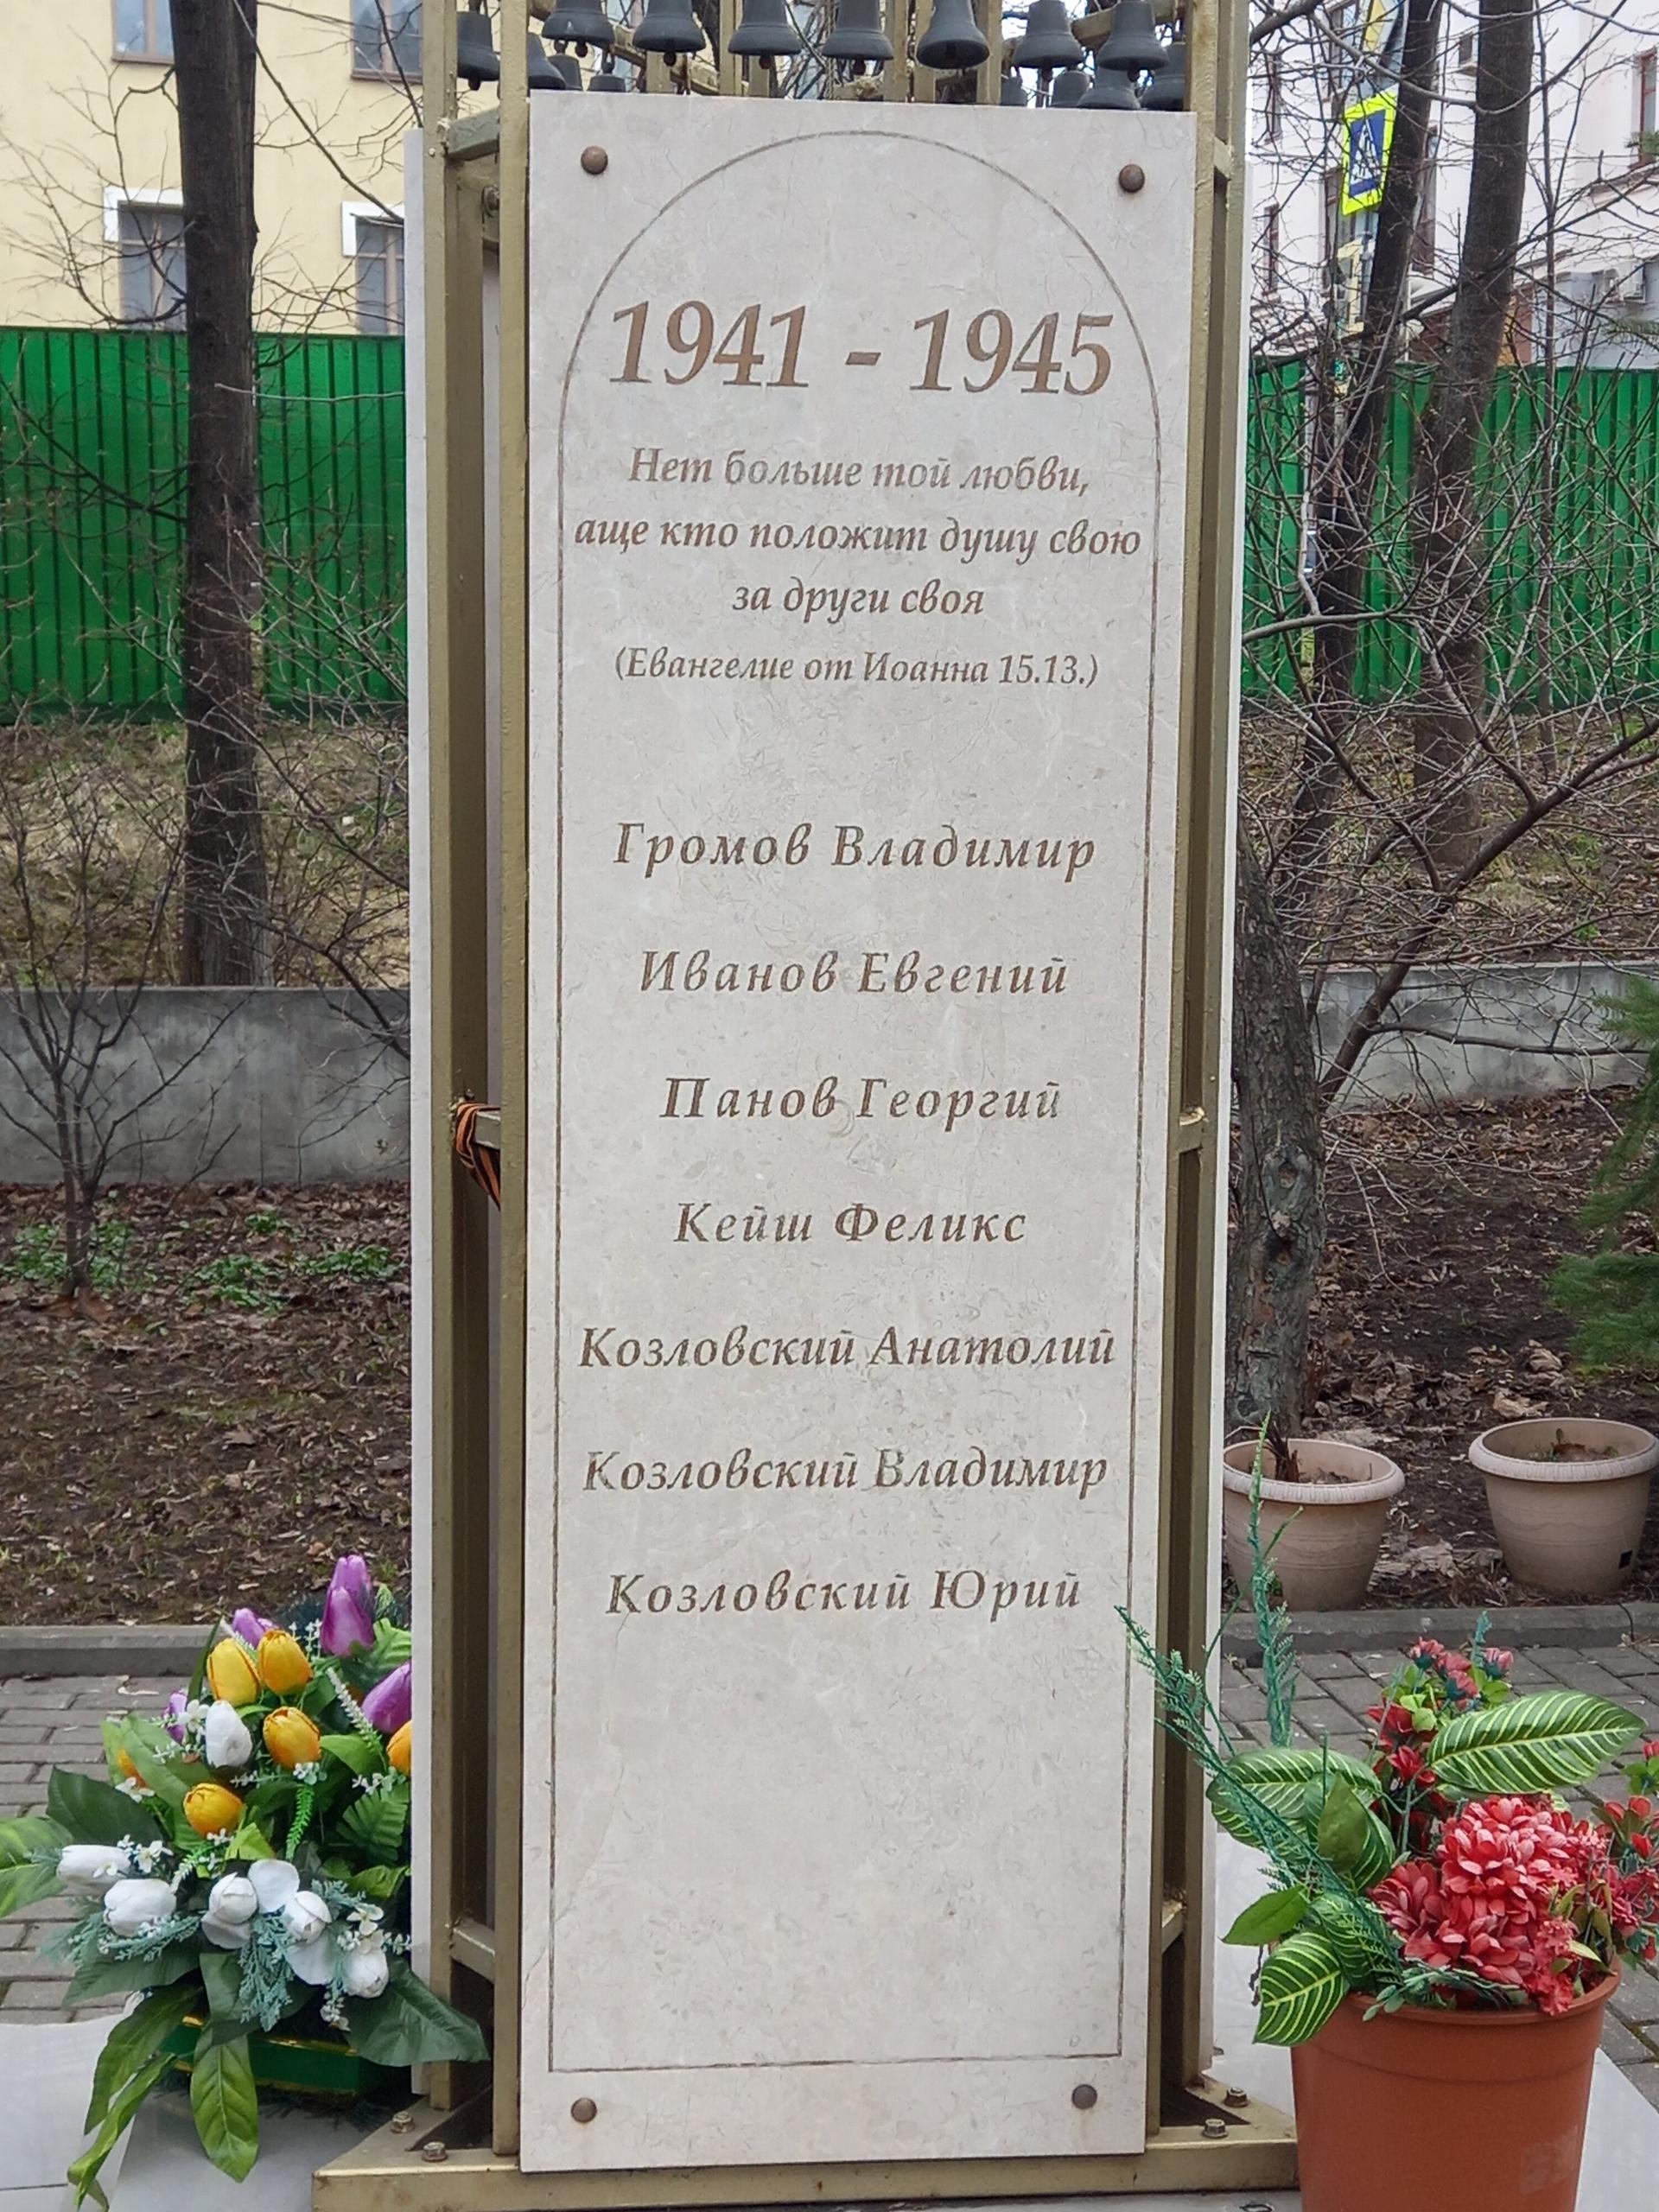 1941 - 1945
Нет больше той любви,
аще кто положит душу свою
за други своя
(Евангелие от Иоанна 15.13.)
Громов Владимир
Иванов Евгений
Панов Георгий
Кейш Феликс
Козловский Анатолий
Козловский Владимир
Козловский Юрий